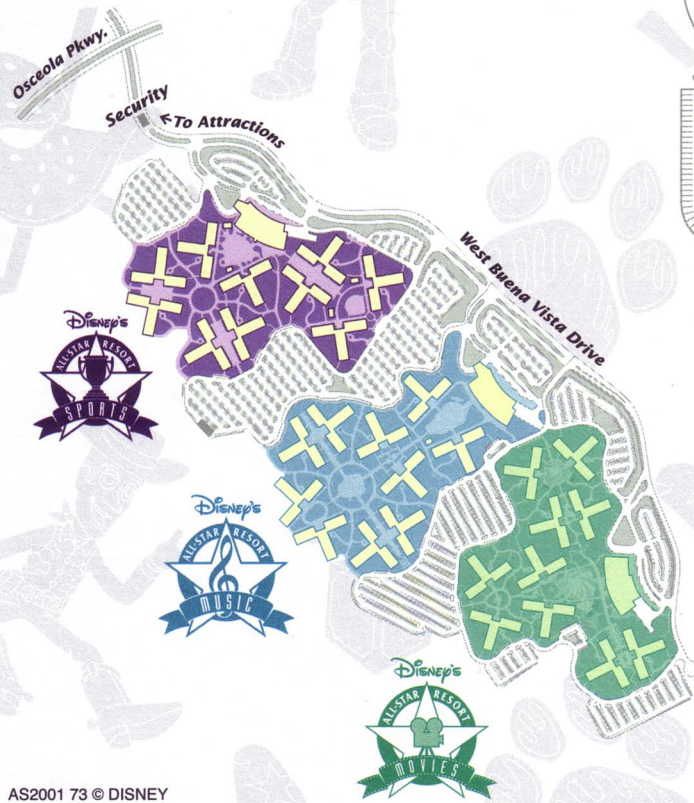 Osceola Pkwy.
Security
←To Attractions
West Buena Vista Drive
Disney's
ALL-STAR RESORT
SPORTS
Disney's
ALL-STAR RESORT
MUSIC
Disney's
ALL-STAR RESORT
MOVIES
AS2001 73 © DISNEY